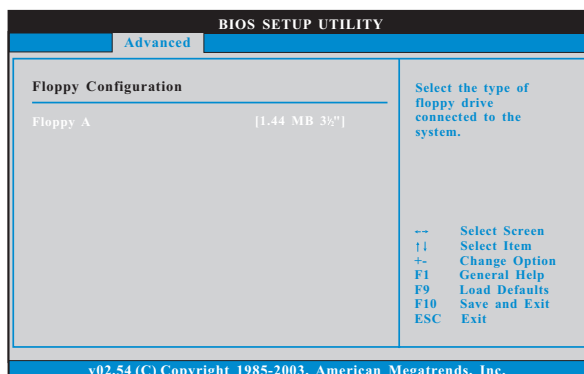 BIOS SETUP UTILITY
Advanced
Floppy Configuration
Floppy A [1.44 MB 3½"]
Select the type of
floppy drive
connected to the
system.
←→ Select Screen
↑↓ Select Item
+- Change Option
F1 General Help
F9 Load Defaults
F10 Save and Exit
ESC Exit
v02.54 (C) Copyright 1985-2003, American Megatrends, Inc.